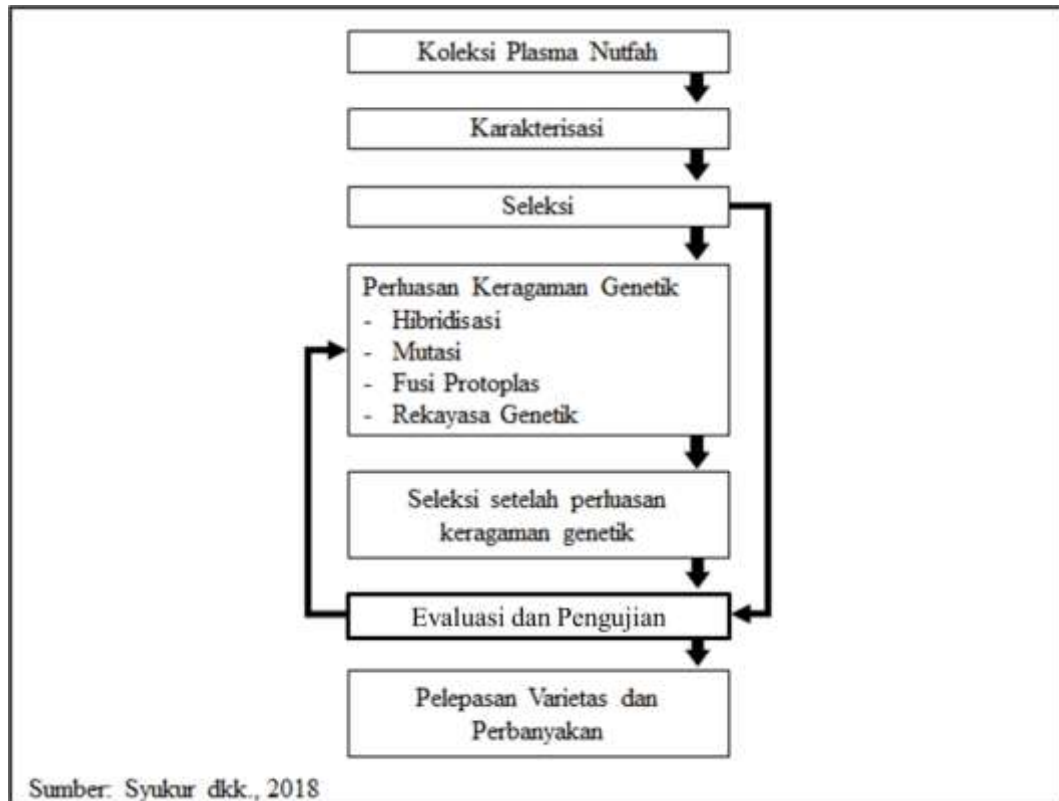 Koleksi Plasma Nutfah
Karakterisasi
Seleksi
Perluasan Keragaman Genetik
- Hibridisasi
- Mutasi
- Fusi Protoplas
- Rekayasa Genetik
Seleksi setelah perluasan
keragaman genetik
Evaluasi dan Pengujian
Pelepasan Varietas dan
Perbanyakan
Sumber: Syukur dkk., 2018